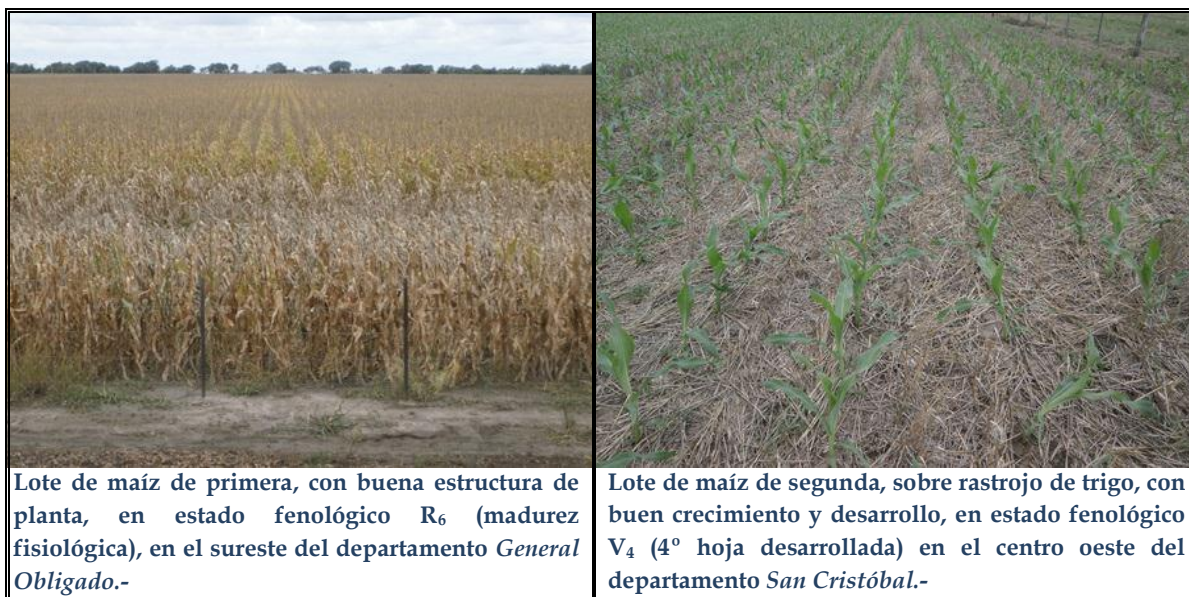 Lote de maíz de primera, con buena estructura de
planta, en estado fenológico R₆ (madurez
fisiológica), en el sureste del departamento General
Obligado.-
Lote de maíz de segunda, sobre rastrojo de trigo, con
buen crecimiento y desarrollo, en estado fenológico
V₄ (4º hoja desarrollada) en el centro oeste del
departamento San Cristóbal.-